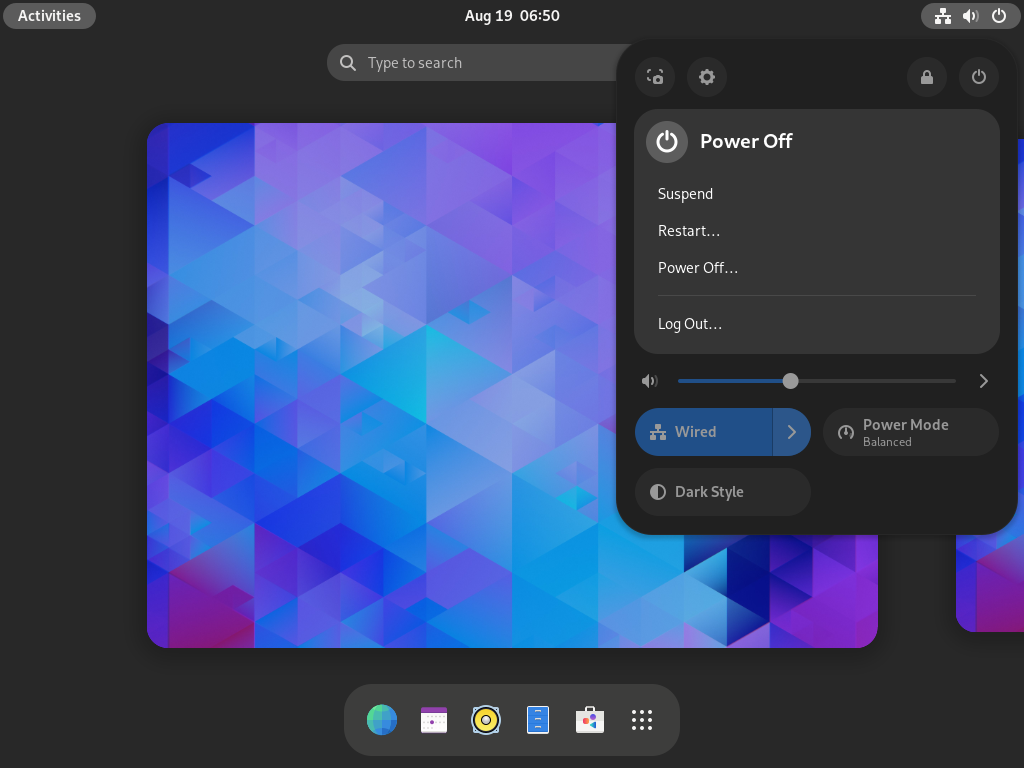 Activities
Aug 19 06:50
Type to search
Power Off
Suspend
Restart…
Power Off…
Log Out…
Wired
Power Mode
Balanced
Dark Style